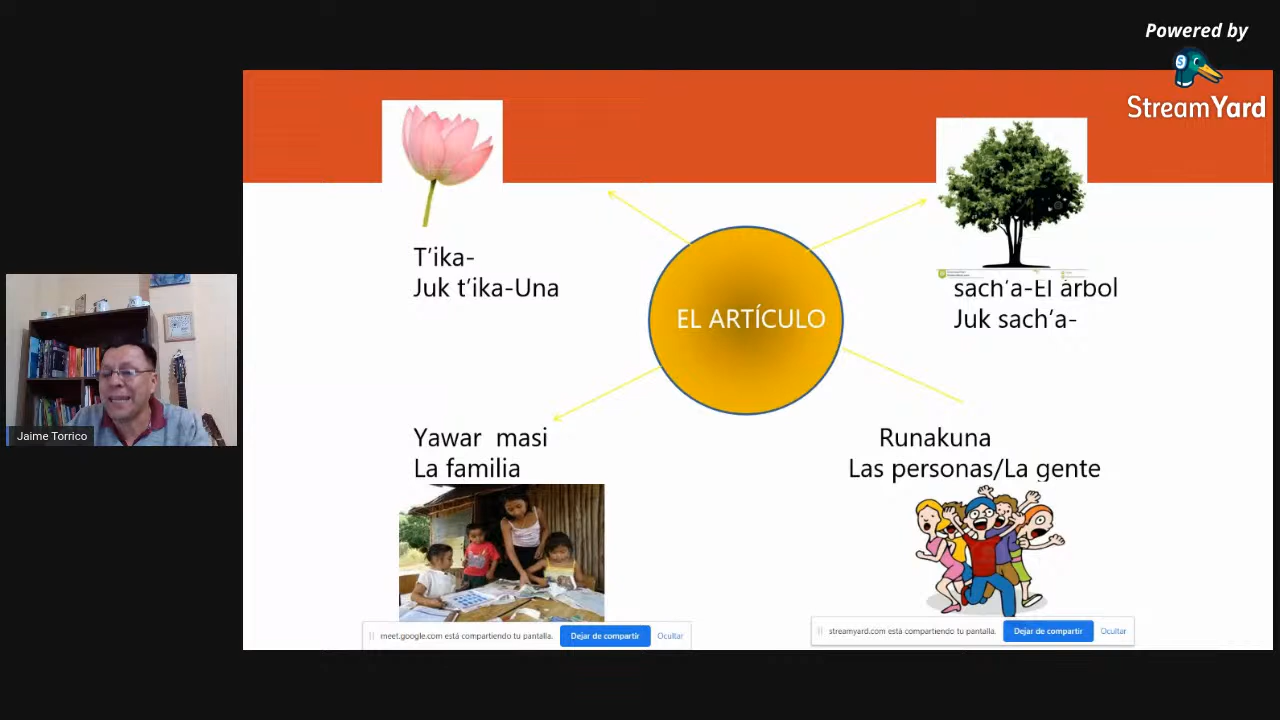 Powered by
StreamYard
T'ika-
Juk t'ika-Una
EL ARTÍCULO
sach'a-El árbol
Juk sach'a-
Jaime Torrico
Yawar masi
La familia
Runakuna
Las personas/La gente
meet.google.com está compartiendo tu pantalla.
Dejar de compartir
Ocultar
streamyard.com está compartiendo tu pantalla.
Dejar de compartir
Ocultar